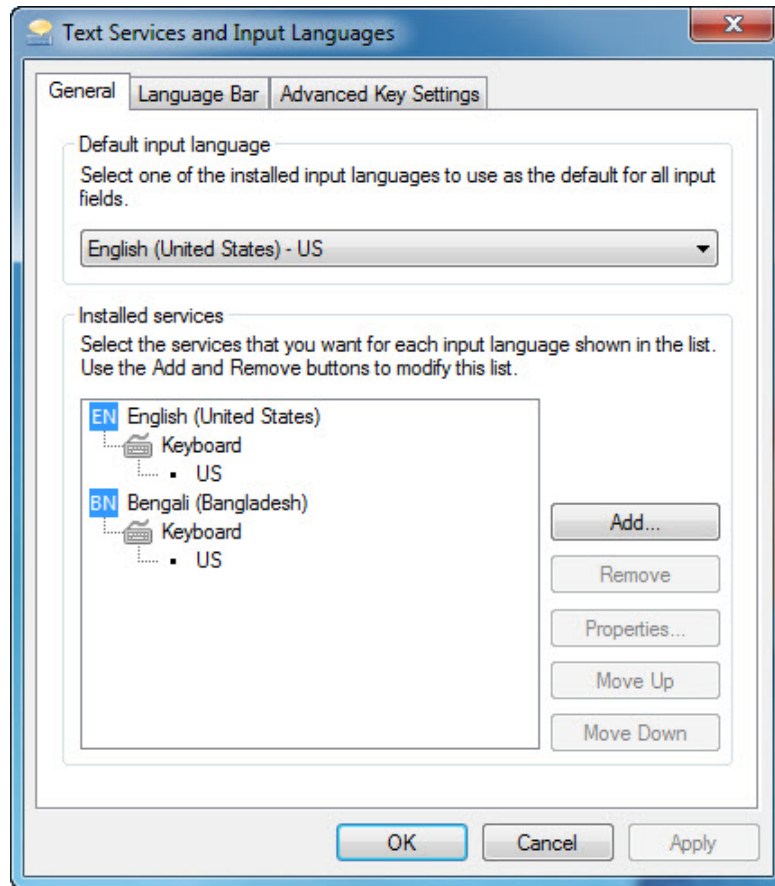 Text Services and Input Languages
General Language Bar Advanced Key Settings
Default input language
Select one of the installed input languages to use as the default for all input
fields.
English (United States) - US
Installed services
Select the services that you want for each input language shown in the list.
Use the Add and Remove buttons to modify this list.
EN English (United States)
Keyboard
US
BN Bengali (Bangladesh)
Keyboard
US
Add...
Remove
Properties...
Move Up
Move Down
OK Cancel Apply